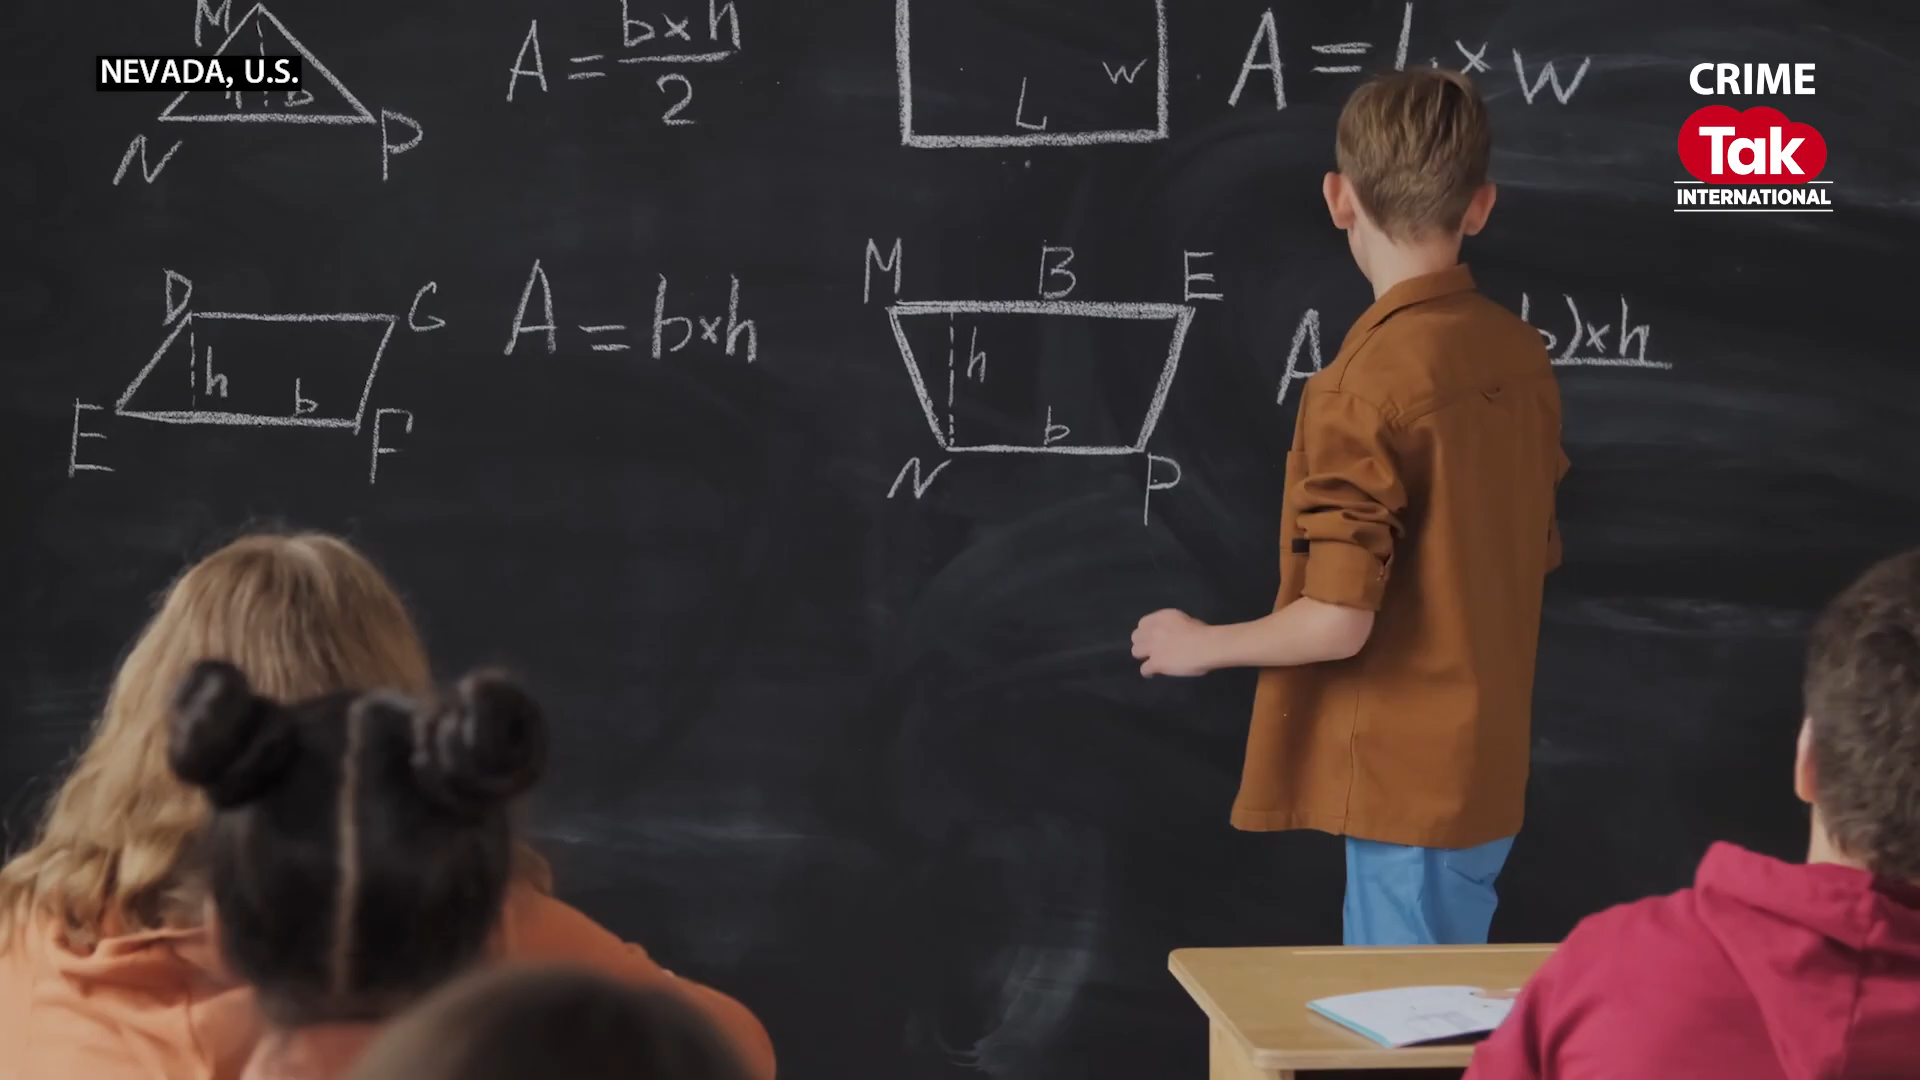 M
NEVADA, U.S.
N
P
A = b×h
2
L
W
A = L × W
CRIME
Tak
INTERNATIONAL
D
G
E
F
h
b
A = b×h
M
B
E
h
b
N
P
A
b)×h